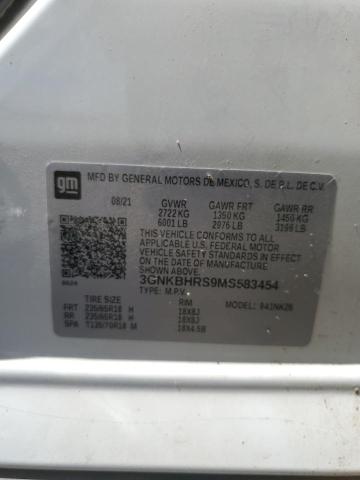 gm
MFD BY GENERAL MOTORS DE MEXICO, S. DE R.L. DE C.V.
08/21 GVWR GAWR FRT GAWR RR
2722 KG 1350 KG 1450 KG
6001 LB 2976 LB 3196 LB
THIS VEHICLE CONFORMS TO ALL APPLICABLE
U.S. FEDERAL MOTOR VEHICLE SAFETY
STANDARDS IN EFFECT ON THE DATE OF
MANUFACTURE SHOWN ABOVE.
3GNKBHRS9MS583454
TYPE: M.P.V. MODEL: 941NK26
TIRE SIZE RIM
FRT 235/65R18 H 18X8J
RR 235/65R18 H 18X8J
SPA T135/70R18 M 18X4.5B